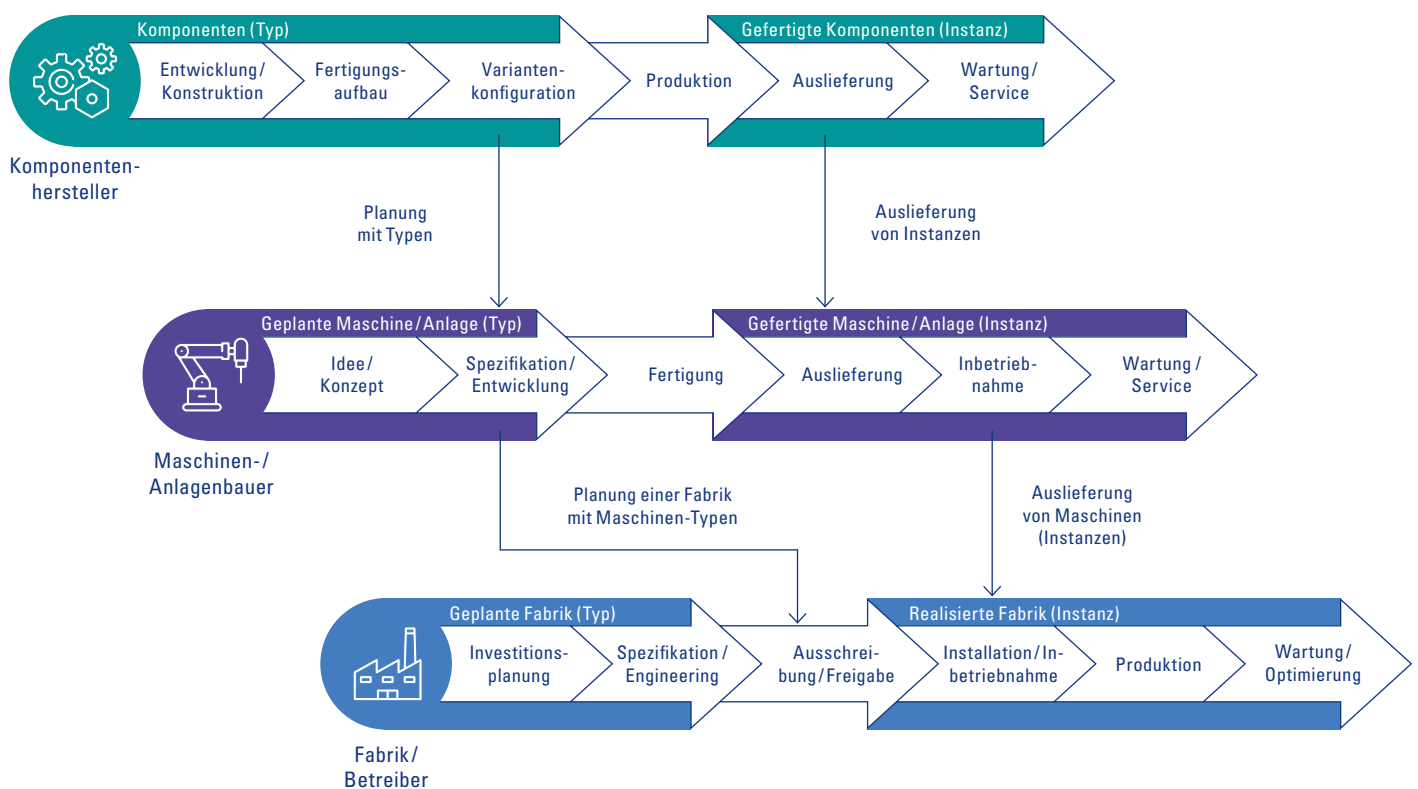 Komponenten (Typ)
Gefertigte Komponenten (Instanz)
Entwicklung/
Konstruktion
Fertigungs-
aufbau
Varianten-
konfiguration
Produktion
Auslieferung
Wartung/
Service
Komponenten-
hersteller
Planung
mit Typen
Auslieferung
von Instanzen
Geplante Maschine/Anlage (Typ)
Gefertigte Maschine/Anlage (Instanz)
Idee/
Konzept
Spezifikation/
Entwicklung
Fertigung
Auslieferung
Inbetrieb-
nahme
Wartung/
Service
Maschinen-/
Anlagenbauer
Planung einer Fabrik
mit Maschinen-Typen
Auslieferung
von Maschinen
(Instanzen)
Geplante Fabrik (Typ)
Realisierte Fabrik (Instanz)
Investitions-
planung
Spezifikation/
Engineering
Ausschrei-
bung/Freigabe
Installation/In-
betriebnahme
Produktion
Wartung/
Optimierung
Fabrik/
Betreiber